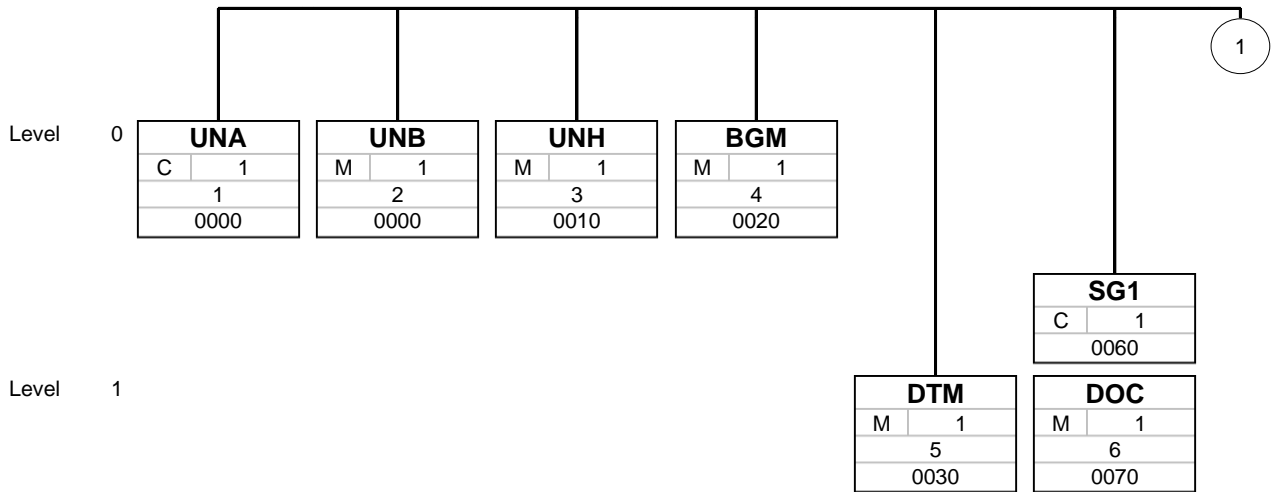 1
Level 0
UNA UNB UNH BGM
C 1 M 1 M 1 M 1
1 2 3 4
0000 0000 0010 0020
SG1
C 1
0060
Level 1
DTM DOC
M 1 M 1
5 6
0030 0070